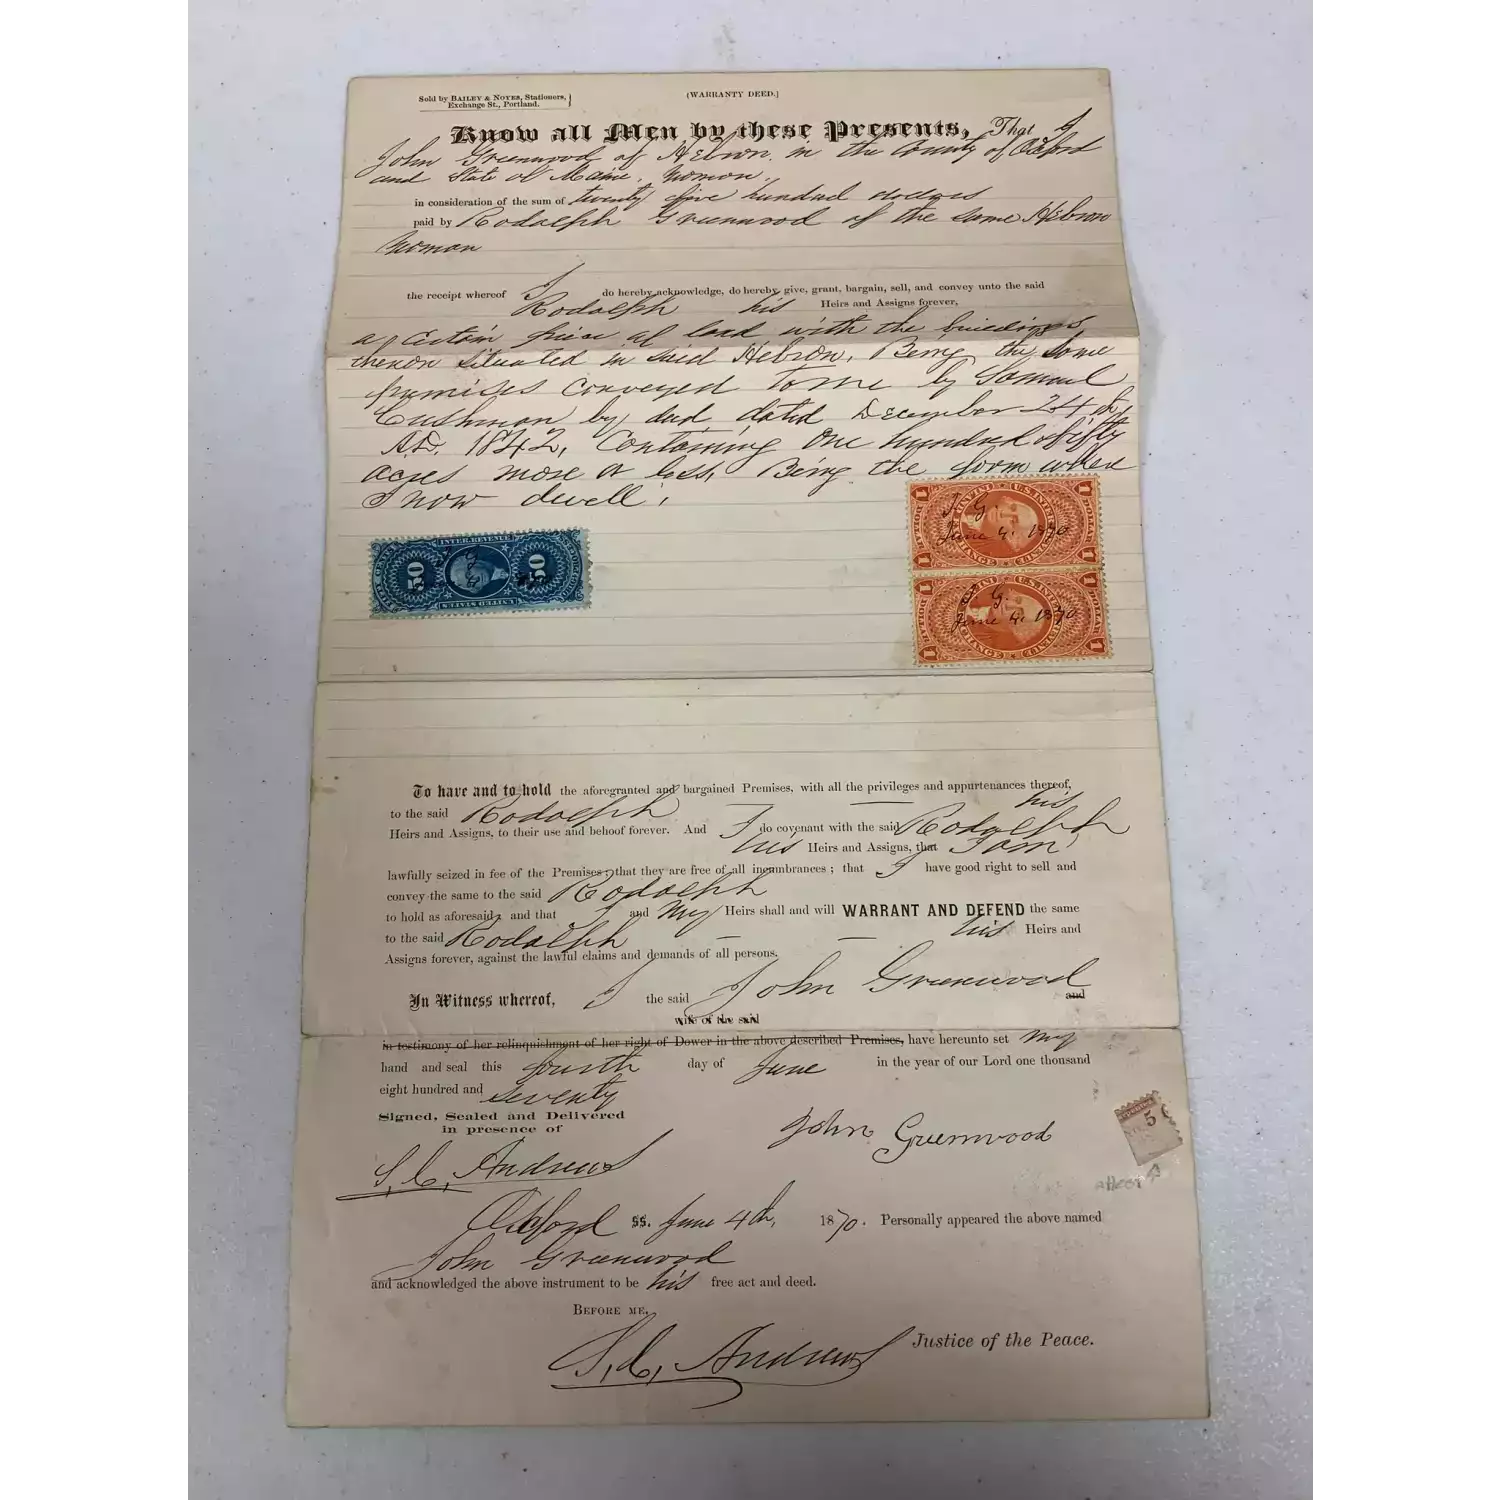 Sold by BAILEY & NOYES, Stationers,
Exchange St., Portland.
(WARRANTY DEED.)
Know all Men by these Presents, That I
John Greenwood of Hebron. in the County of Oxford
and State of Maine, Yeoman.
in consideration of the sum of twenty five hundred dollars
paid by Rodolph Greenwood of the same Hebron
Yeoman
the receipt whereof I do hereby acknowledge, do hereby give, grant, bargain, sell, and convey unto the said
Rodolph his Heirs and Assigns forever,
a certain piece of land with the buildings
thereon situated in said Hebron, Being the same
premises conveyed to me by Samuel
Cushman by deed dated December 24th
A.D. 1842, Containing One hundred & fifty
acres more or less, Being the farm where
I now dwell.
INTER. REVENUE
50
50
UNITED STATES
U.S. INTER.
1
1
J. G.
June 4. 1870
U.S. INTER.
1
1
G.
June 4. 1870
To have and to hold the aforegranted and bargained Premises, with all the privileges and appurtenances thereof,
to the said Rodolph his
Heirs and Assigns, to their use and behoof forever. And I do covenant with the said Rodolph
his Heirs and Assigns, that I am
lawfully seized in fee of the Premises; that they are free of all incumbrances; that I have good right to sell and
convey the same to the said Rodolph
to hold as aforesaid; and that I and my Heirs shall and will WARRANT AND DEFEND the same
to the said Rodolph his Heirs and
Assigns forever, against the lawful claims and demands of all persons.
In Witness whereof, I the said John Greenwood and
wife of the said
in testimony of her relinquishment of her right of Dower in the above described Premises, have hereunto set my
hand and seal this fourth day of June in the year of our Lord one thousand
eight hundred and seventy
Signed, Sealed and Delivered
in presence of
John Greenwood
5 c
S. C. Andrews
Oxford ss. June 4th, 1870. Personally appeared the above named
John Greenwood
and acknowledged the above instrument to be his free act and deed.
BEFORE ME,
S. C. Andrews Justice of the Peace.